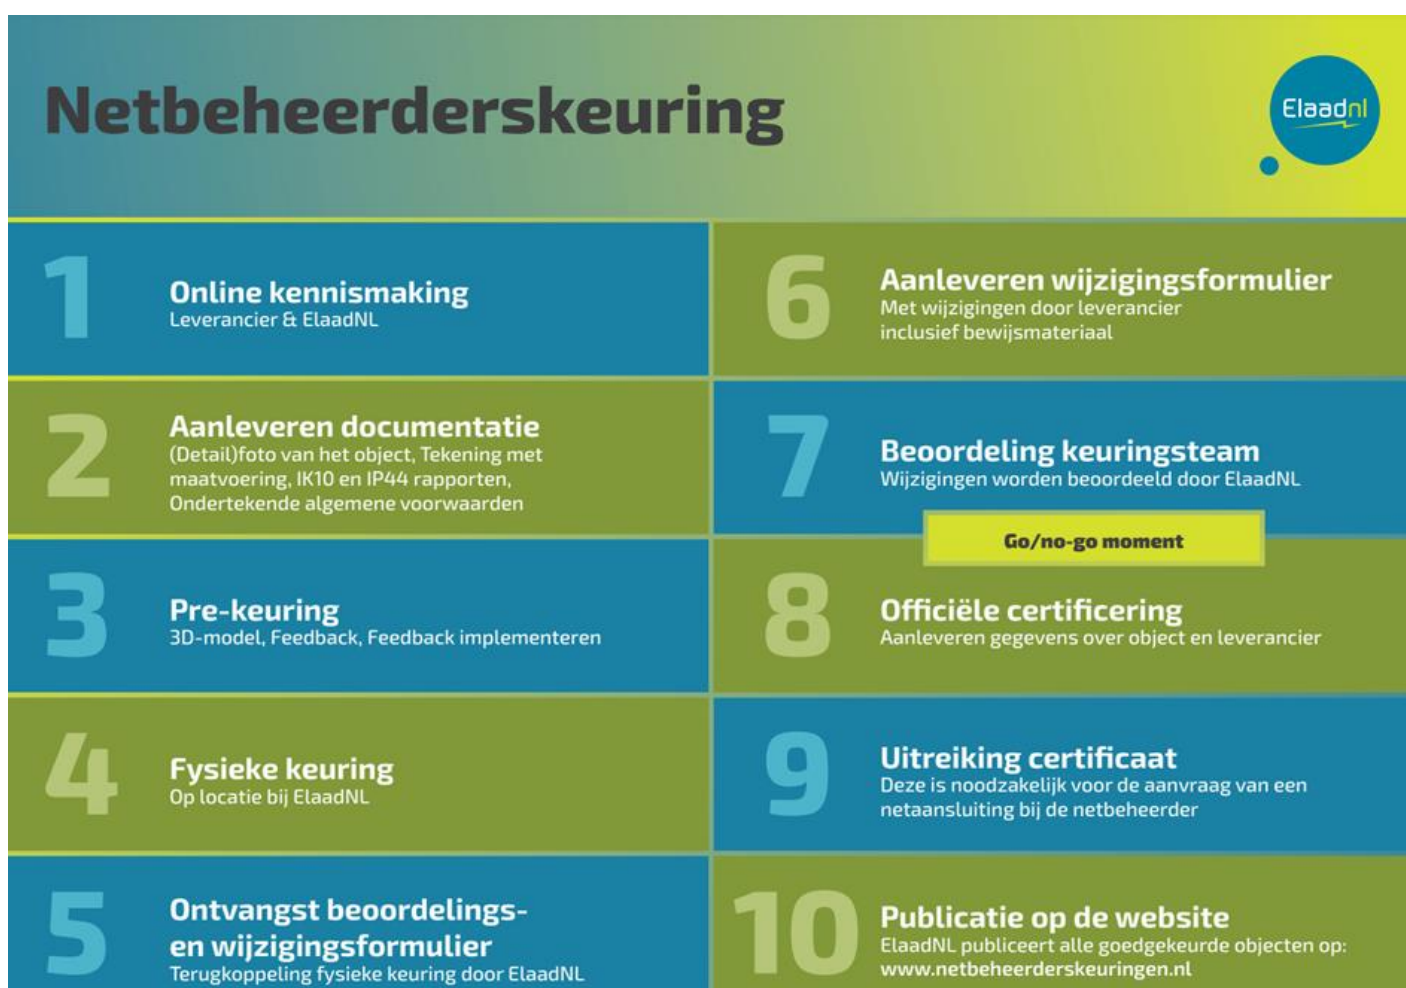 Netbeheerderskeuring
Elaadnl
1
Online kennismaking
Leverancier & ElaadNL
2
Aanleveren documentatie
(Detail)foto van het object, Tekening met
maatvoering, IK10 en IP44 rapporten,
Ondertekende algemene voorwaarden
3
Pre-keuring
3D-model, Feedback, Feedback implementeren
4
Fysieke keuring
Op locatie bij ElaadNL
5
Ontvangst beoordelings-
en wijzigingsformulier
Terugkoppeling fysieke keuring door ElaadNL
6
Aanleveren wijzigingsformulier
Met wijzigingen door leverancier
inclusief bewijsmateriaal
7
Beoordeling keuringsteam
Wijzigingen worden beoordeeld door ElaadNL
Go/no-go moment
8
Officiële certificering
Aanleveren gegevens over object en leverancier
9
Uitreiking certificaat
Deze is noodzakelijk voor de aanvraag van een
netaansluiting bij de netbeheerder
10
Publicatie op de website
ElaadNL publiceert alle goedgekeurde objecten op:
www.netbeheerderskeuringen.nl